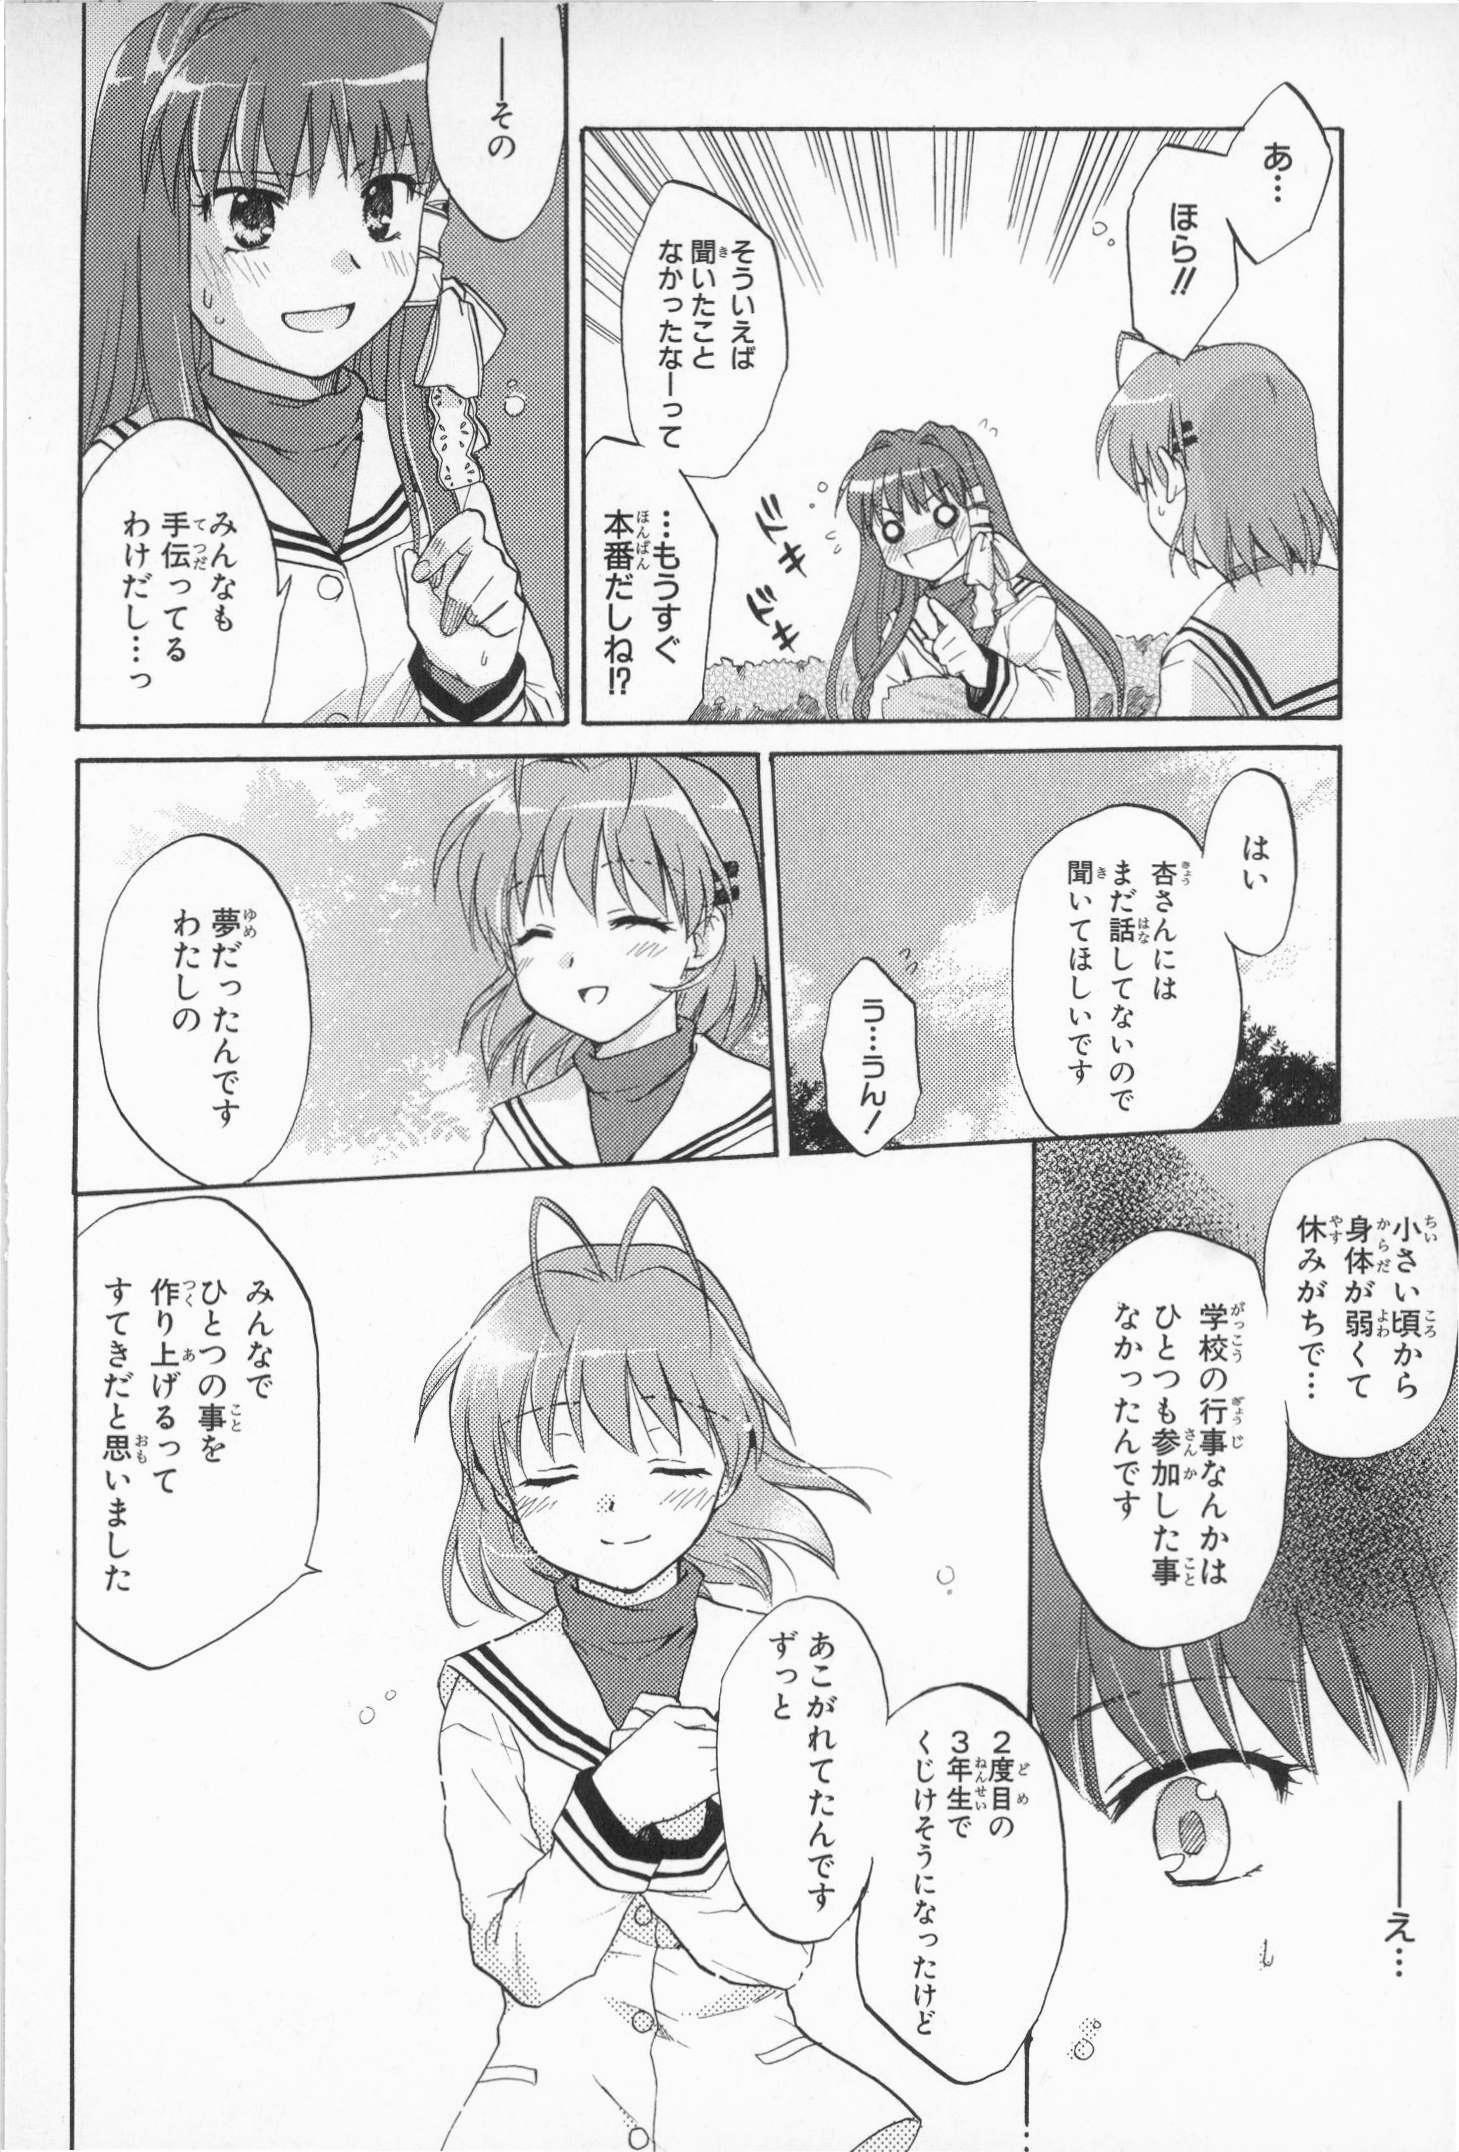 あ…
ほら!!
そういえば
聞いたこと
なかったなーって
…もうすぐ
本番だしね!?
ドキ
ドキ
――その
みんなも
手伝ってる
わけだし…っ
はい
杏さんには
まだ話してないので
聞いてほしいです
う…うん!
夢だったんです
わたしの
小さい頃から
身体が弱くて
休みがちで…
学校の行事なんかは
ひとつも参加した事
なかったんです
――え…
2度目の
3年生で
くじけそうになったけど
あこがれてたんです
ずっと
みんなで
ひとつの事を
作り上げるって
すてきだと思いました